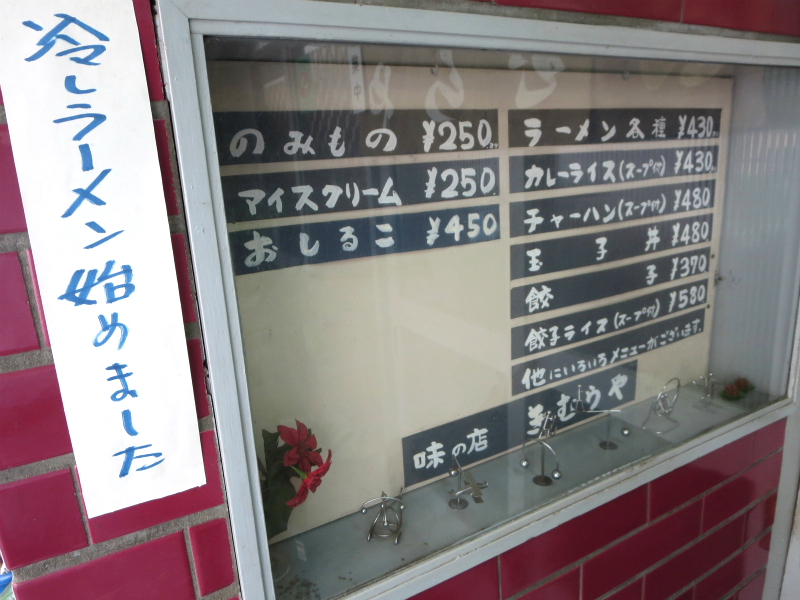 冷しラーメン始めました
のみもの ¥250
アイスクリーム ¥250
おしるこ ¥450
ラーメン各種 ¥430
カレーライス(スープ付) ¥430
チャーハン(スープ付) ¥480
玉子丼 ¥480
餃子 ¥370
餃子ライス(スープ付) ¥580
他にいろいろメニューがございます.
味の店 きむらや